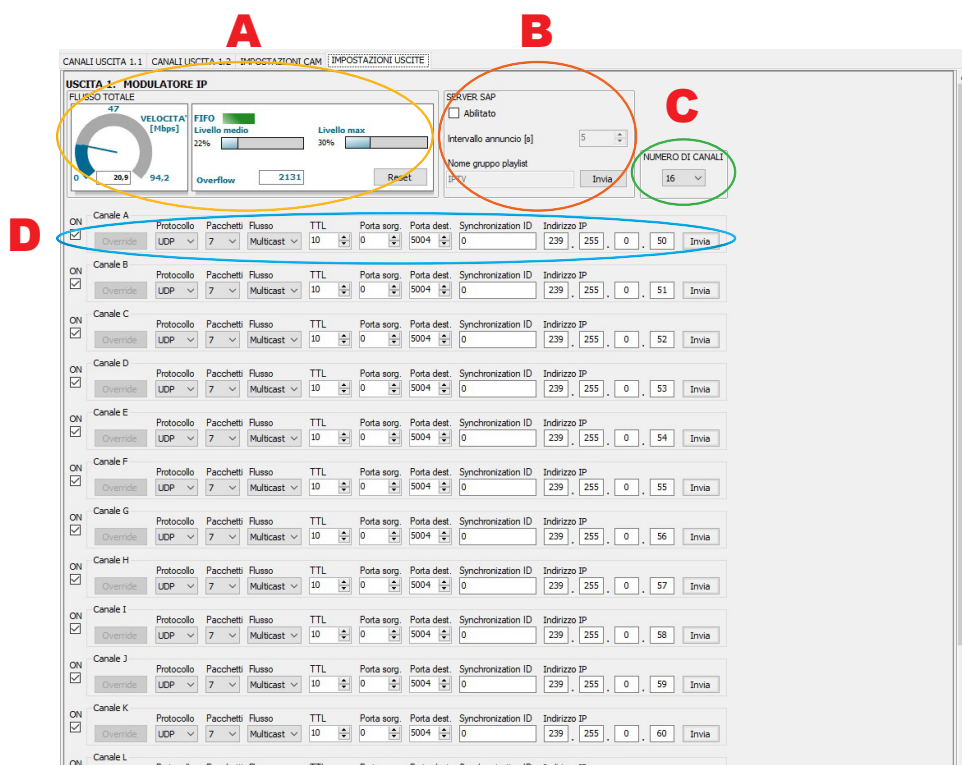 A
B
CANALI USCITA 1.1 CANALI USCITA 1.2 IMPOSTAZIONI CAM IMPOSTAZIONI USCITE
USCITA 1. MODULATORE IP
FLUSSO TOTALE
47
VELOCITA'
[Mbps]
0
20,9
94,2
FIFO
Livello medio
22%
Livello max
30%
Overflow 2131 Reset
SERVER SAP
Abilitato
Intervallo annuncio [s] 5
Nome gruppo playlist
IPTV Invia
C
NUMERO DI CANALI
16
D
ON Canale A
Protocollo Pacchetti Flusso TTL Porta sorg. Porta dest. Synchronization ID Indirizzo IP
Override UDP 7 Multicast 10 0 5004 0 239 . 255 . 0 . 50 Invia
ON Canale B
Protocollo Pacchetti Flusso TTL Porta sorg. Porta dest. Synchronization ID Indirizzo IP
Override UDP 7 Multicast 10 0 5004 0 239 . 255 . 0 . 51 Invia
ON Canale C
Protocollo Pacchetti Flusso TTL Porta sorg. Porta dest. Synchronization ID Indirizzo IP
Override UDP 7 Multicast 10 0 5004 0 239 . 255 . 0 . 52 Invia
ON Canale D
Protocollo Pacchetti Flusso TTL Porta sorg. Porta dest. Synchronization ID Indirizzo IP
Override UDP 7 Multicast 10 0 5004 0 239 . 255 . 0 . 53 Invia
ON Canale E
Protocollo Pacchetti Flusso TTL Porta sorg. Porta dest. Synchronization ID Indirizzo IP
Override UDP 7 Multicast 10 0 5004 0 239 . 255 . 0 . 54 Invia
ON Canale F
Protocollo Pacchetti Flusso TTL Porta sorg. Porta dest. Synchronization ID Indirizzo IP
Override UDP 7 Multicast 10 0 5004 0 239 . 255 . 0 . 55 Invia
ON Canale G
Protocollo Pacchetti Flusso TTL Porta sorg. Porta dest. Synchronization ID Indirizzo IP
Override UDP 7 Multicast 10 0 5004 0 239 . 255 . 0 . 56 Invia
ON Canale H
Protocollo Pacchetti Flusso TTL Porta sorg. Porta dest. Synchronization ID Indirizzo IP
Override UDP 7 Multicast 10 0 5004 0 239 . 255 . 0 . 57 Invia
ON Canale I
Protocollo Pacchetti Flusso TTL Porta sorg. Porta dest. Synchronization ID Indirizzo IP
Override UDP 7 Multicast 10 0 5004 0 239 . 255 . 0 . 58 Invia
ON Canale J
Protocollo Pacchetti Flusso TTL Porta sorg. Porta dest. Synchronization ID Indirizzo IP
Override UDP 7 Multicast 10 0 5004 0 239 . 255 . 0 . 59 Invia
ON Canale K
Protocollo Pacchetti Flusso TTL Porta sorg. Porta dest. Synchronization ID Indirizzo IP
Override UDP 7 Multicast 10 0 5004 0 239 . 255 . 0 . 60 Invia
ON Canale L